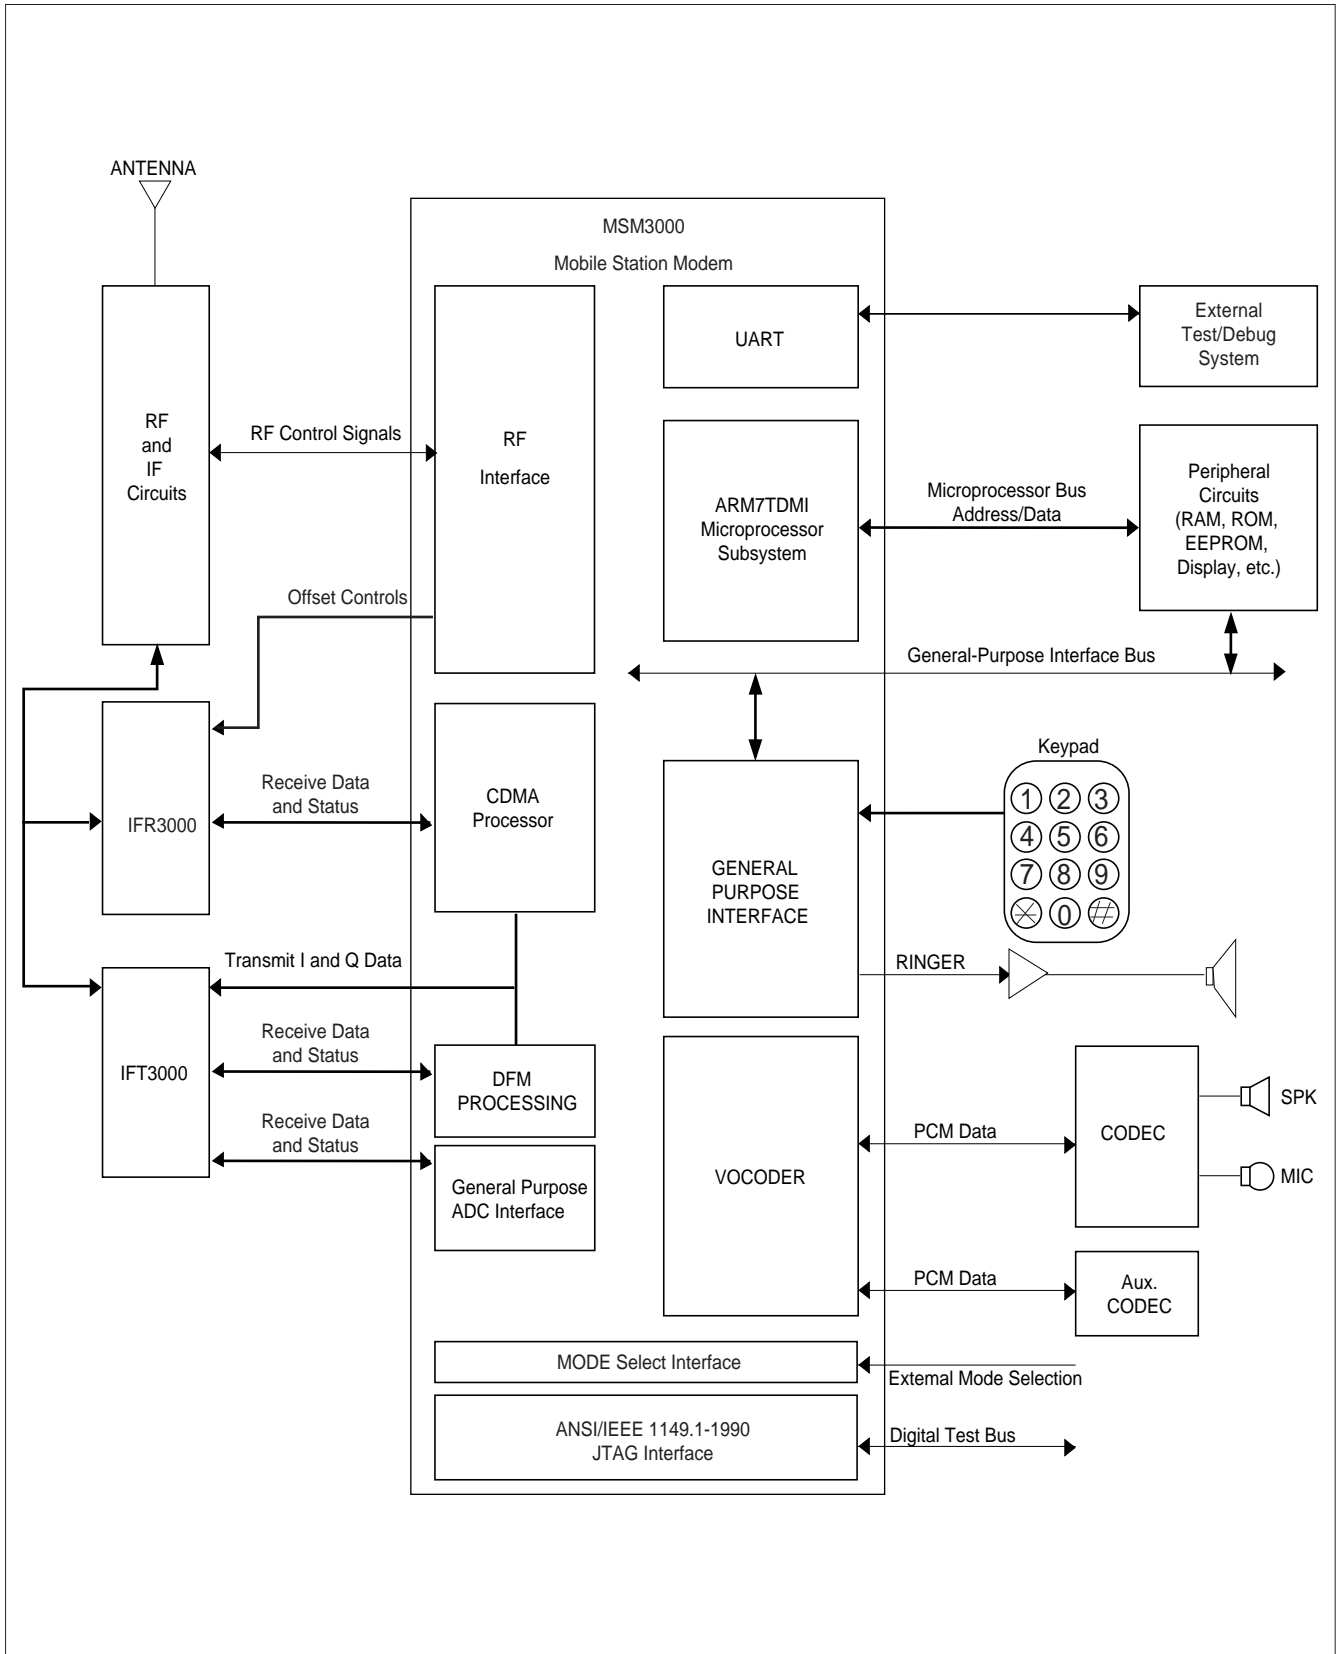 ANTENNA
MSM3000
Mobile Station Modem
RF
and
IF
Circuits
RF Control Signals
RF
Interface
UART
External
Test/Debug
System
ARM7TDMI
Microprocessor
Subsystem
Microprocessor Bus
Address/Data
Peripheral
Circuits
(RAM, ROM,
EEPROM,
Display, etc.)
Offset Controls
General-Purpose Interface Bus
IFR3000
Receive Data
and Status
CDMA
Processor
GENERAL
PURPOSE
INTERFACE
Keypad
1 2 3
4 5 6
7 8 9
* 0 #
RINGER
Transmit I and Q Data
IFT3000
Receive Data
and Status
DFM
PROCESSING
Receive Data
and Status
General Purpose
ADC Interface
VOCODER
PCM Data
CODEC
SPK
MIC
PCM Data
Aux.
CODEC
MODE Select Interface
External Mode Selection
ANSI/IEEE 1149.1-1990
JTAG Interface
Digital Test Bus